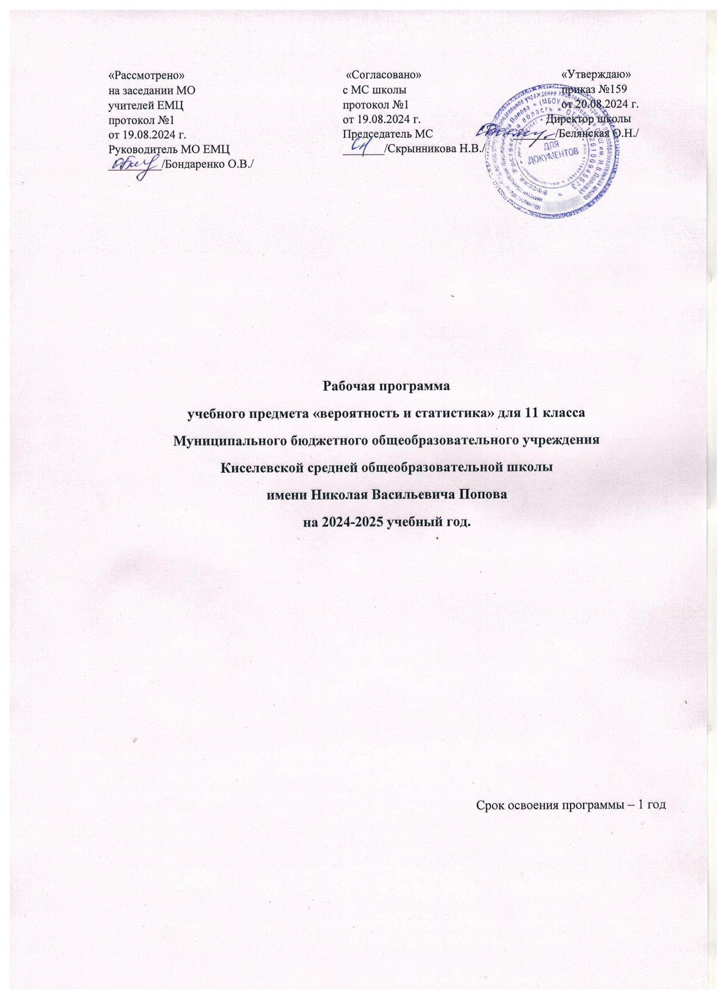 «Рассмотрено»
на заседании МО
учителей ЕМЦ
протокол №1
от 19.08.2024 г.
Руководитель МО ЕМЦ
_________/Бондаренко О.В./
«Согласовано»
с МС школы
протокол №1
от 19.08.2024 г.
Председатель МС
_______/Скрынникова Н.В./
«Утверждаю»
приказ №159
от 20.08.2024 г.
Директор школы
_______/Белянская О.Н./
ДЛЯ
ДОКУМЕНТОВ
Рабочая программа
учебного предмета «вероятность и статистика» для 11 класса
Муниципального бюджетного общеобразовательного учреждения
Киселевской средней общеобразовательной школы
имени Николая Васильевича Попова
на 2024-2025 учебный год.
Срок освоения программы – 1 год